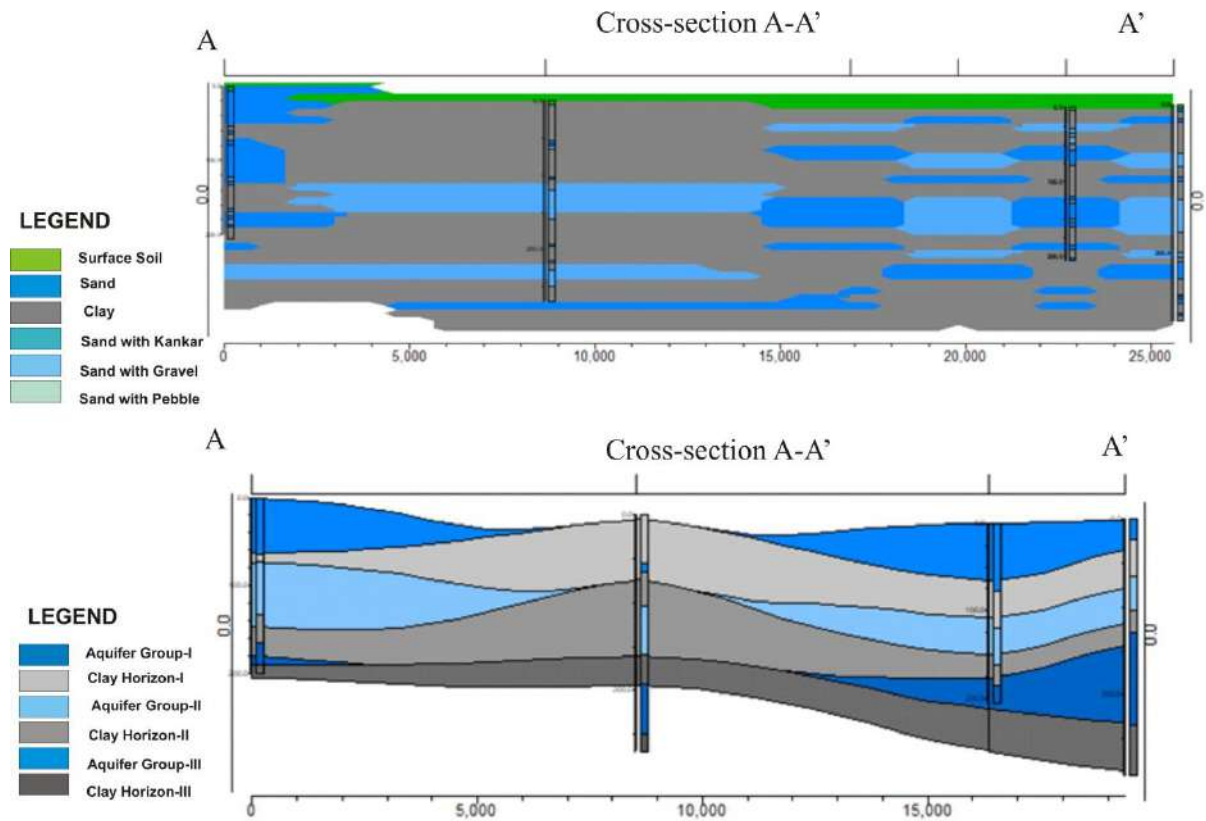 Cross-section A-A’
A
A’
0.0
0.0
LEGEND
Surface Soil
Sand
Clay
Sand with Kankar
Sand with Gravel
Sand with Pebble
0
5,000
10,000
15,000
20,000
25,000
Cross-section A-A’
A
A’
0.0
0.0
LEGEND
Aquifer Group-I
Clay Horizon-I
Aquifer Group-II
Clay Horizon-II
Aquifer Group-III
Clay Horizon-III
0
5,000
10,000
15,000